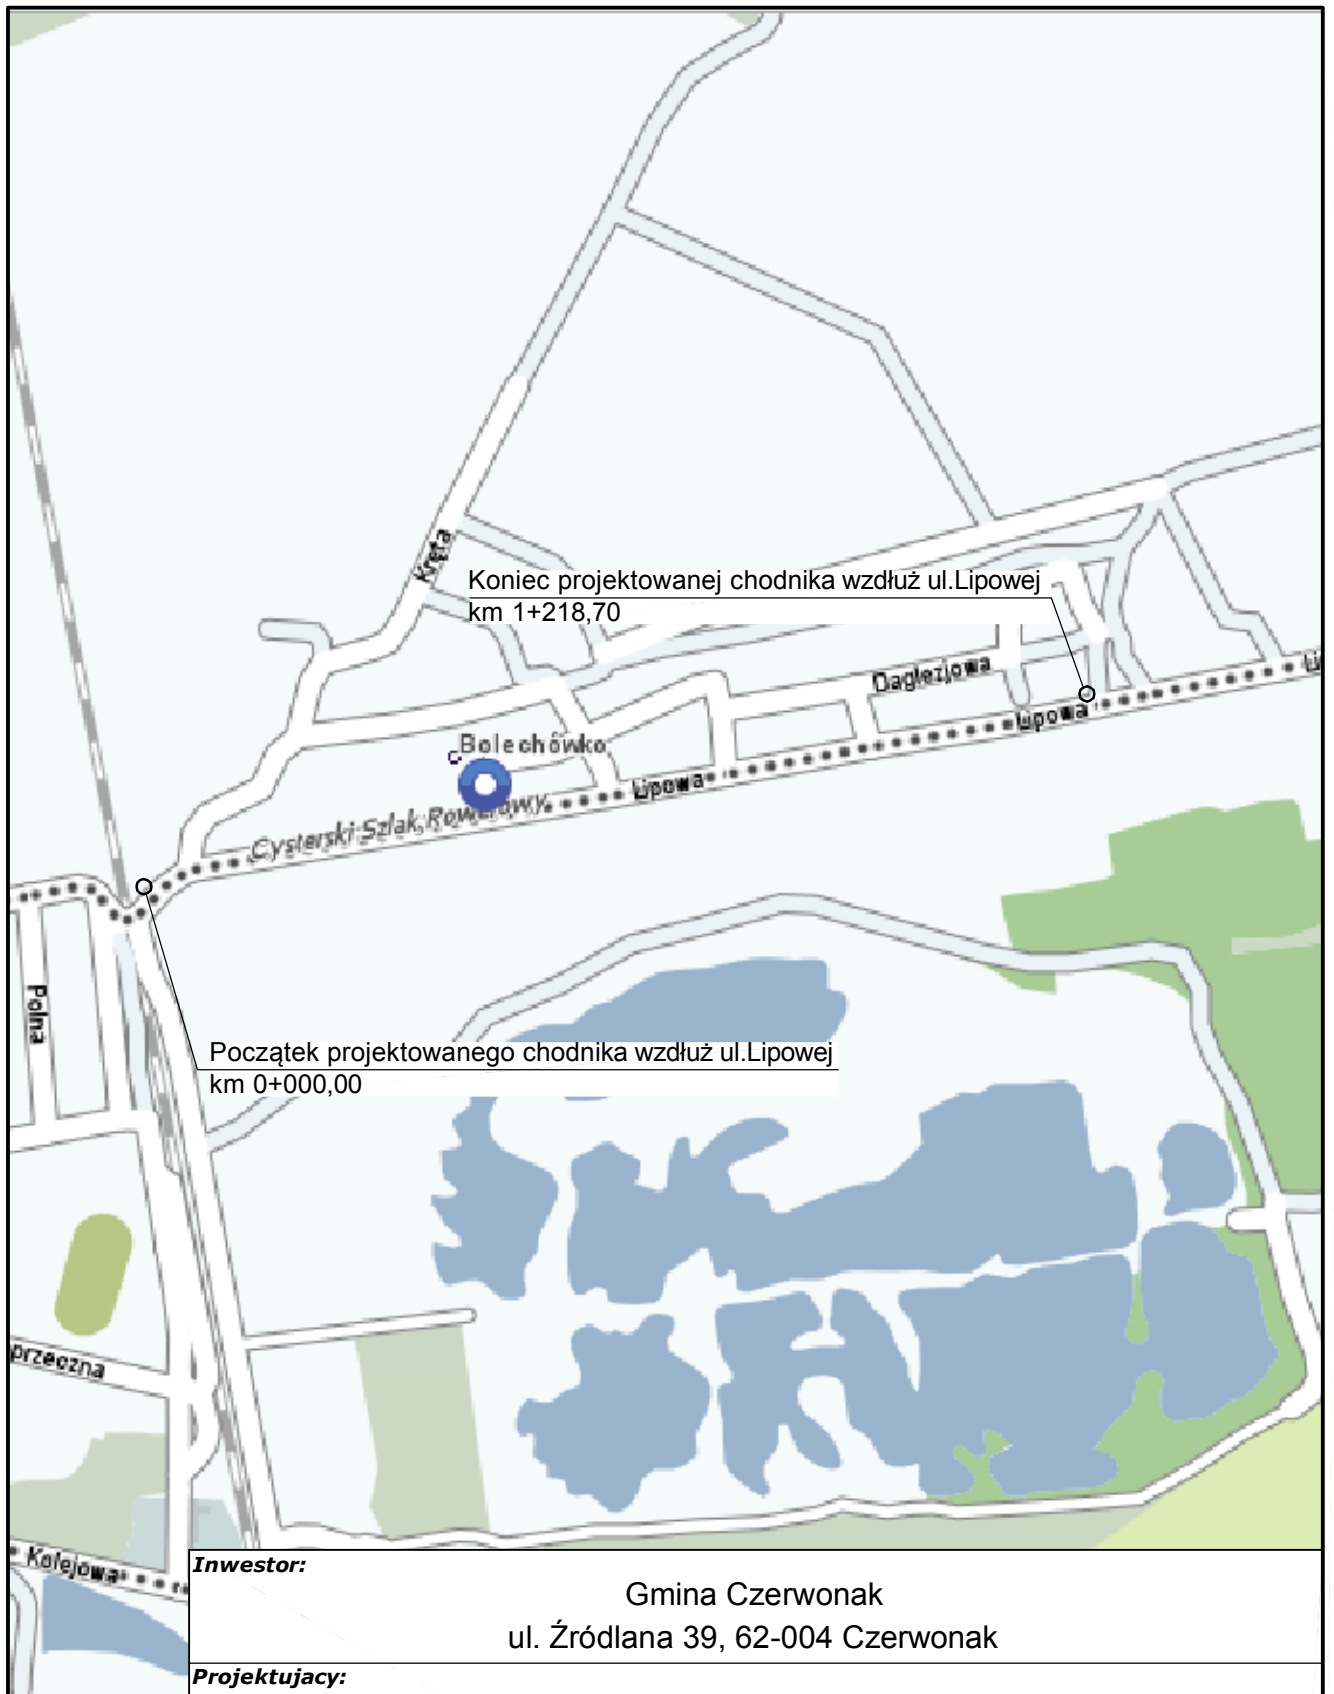 Kręta
Koniec projektowanej chodnika wzdłuż ul.Lipowej
km 1+218,70
Daglezjowa
Li
Lipowa
Bolechówko
Lipowa
Cysterski Szlak Rowerowy
Polna
Początek projektowanego chodnika wzdłuż ul.Lipowej
km 0+000,00
przeczna
Kolejowa
Inwestor:
Gmina Czerwonak
ul. Źródlana 39, 62-004 Czerwonak
Projektujacy: